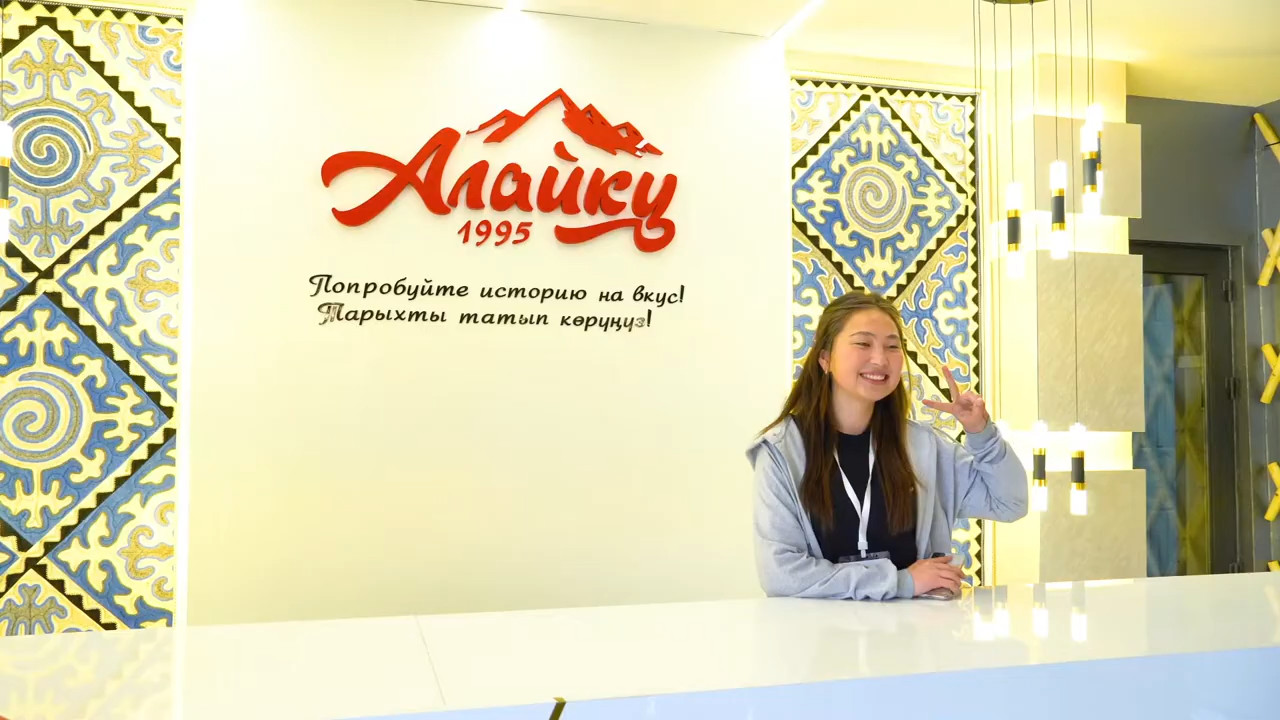 Алайку
1995
Попробуйте историю на вкус!
Тарыхты татып көрүңүз!